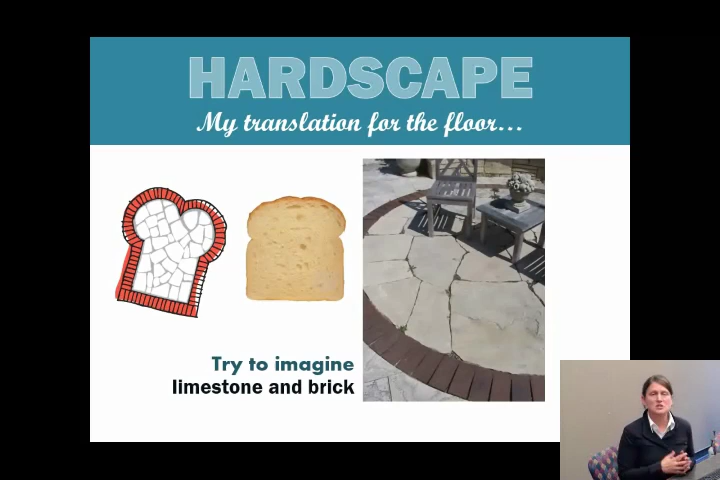 HARDSCAPE
My translation for the floor...
Try to imagine
limestone and brick